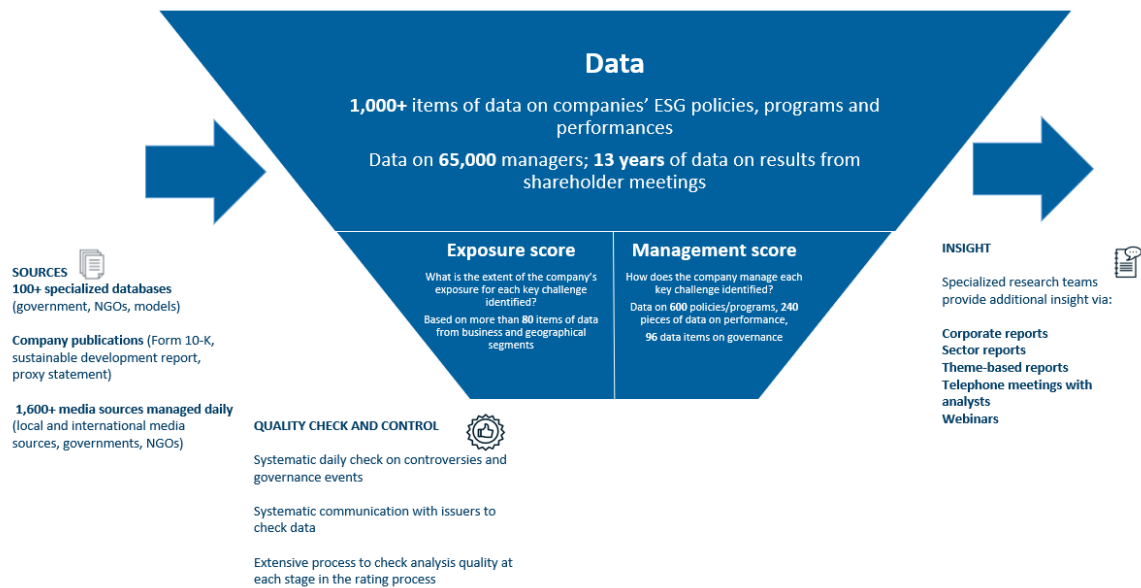 Data
1,000+ items of data on companies’ ESG policies, programs and
performances
Data on 65,000 managers; 13 years of data on results from
shareholder meetings
Exposure score
What is the extent of the company’s
exposure for each key challenge
identified?
Based on more than 80 items of data
from business and geographical
segments
Management score
How does the company manage each
key challenge identified?
Data on 600 policies/programs, 240
pieces of data on performance,
96 data items on governance
SOURCES
100+ specialized databases
(government, NGOs, models)
Company publications (Form 10-K,
sustainable development report,
proxy statement)
1,600+ media sources managed daily
(local and international media
sources, governments, NGOs)
QUALITY CHECK AND CONTROL
Systematic daily check on controversies and
governance events
Systematic communication with issuers to
check data
Extensive process to check analysis quality at
each stage in the rating process
INSIGHT
Specialized research teams
provide additional insight via:
Corporate reports
Sector reports
Theme-based reports
Telephone meetings with
analysts
Webinars